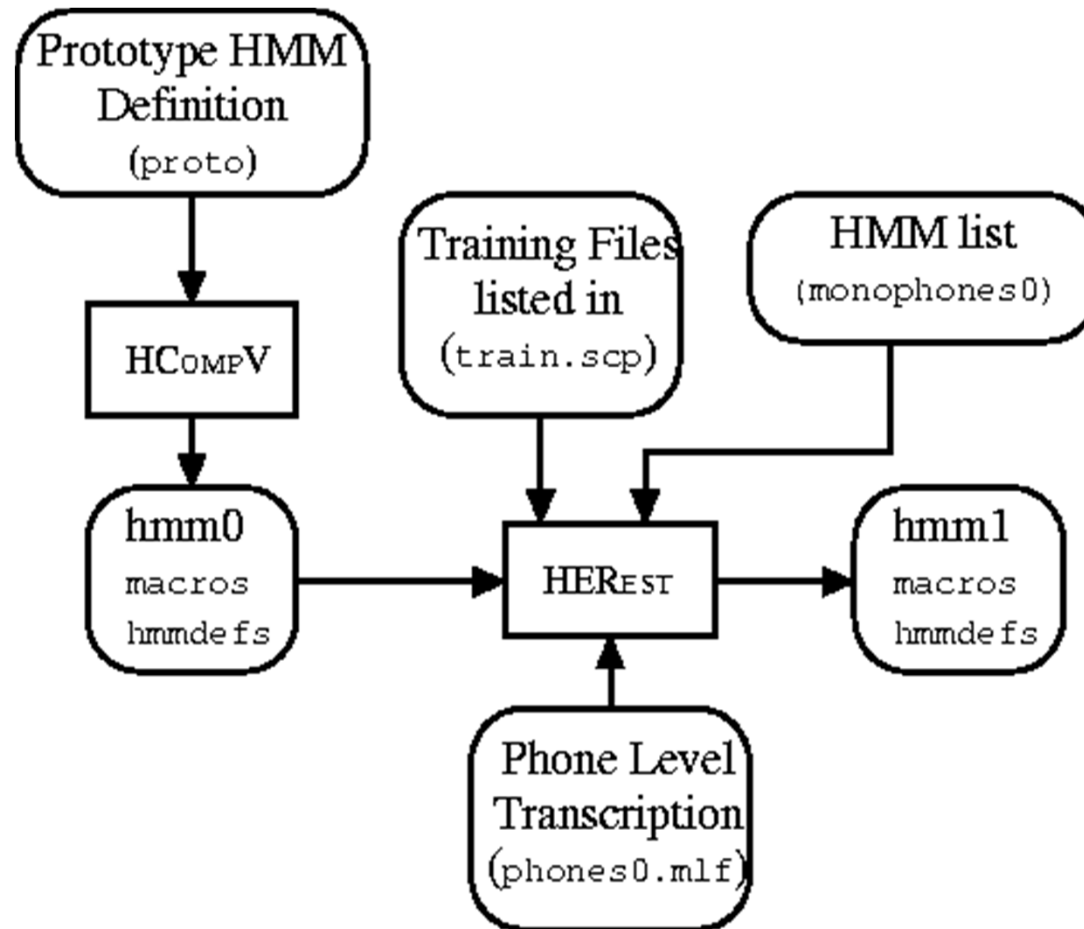 Prototype HMM
Definition
(proto)
Training Files
listed in
(train.scp)
HMM list
(monophones0)
HCOMPV
hmm0
macros
hmmdefs
HEREST
hmm1
macros
hmmdefs
Phone Level
Transcription
(phones0.mlf)